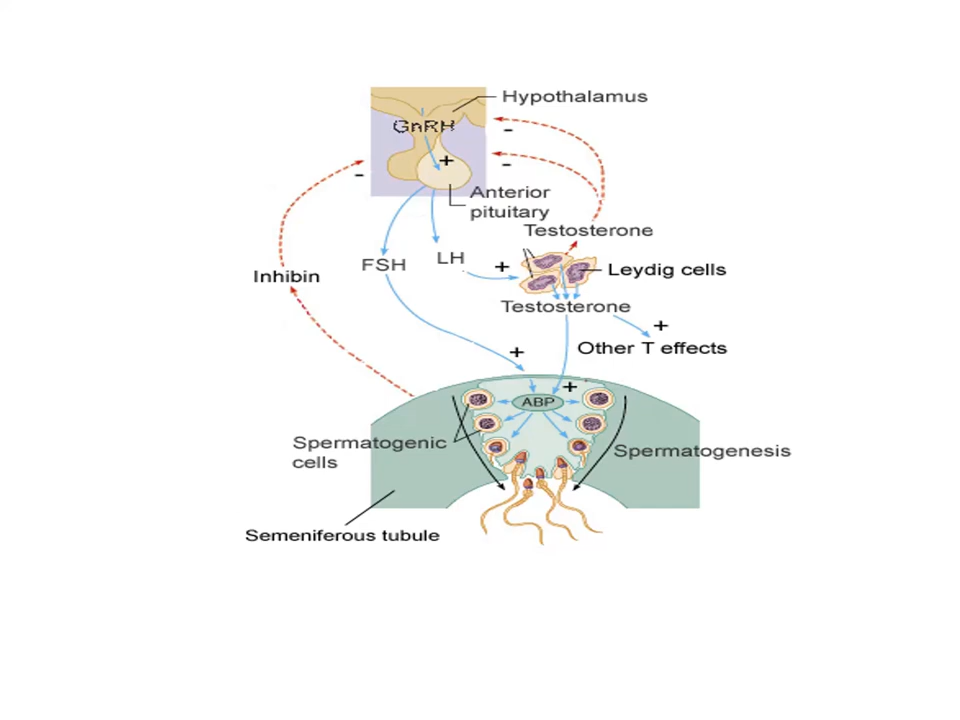 Hypothalamus
GnRH
-
+
-
-
Anterior
pituitary
Testosterone
FSH
LH
+
Leydig cells
Inhibin
Testosterone
+
Other T effects
+
+
ABP
Spermatogenic
cells
Spermatogenesis
Semeniferous tubule